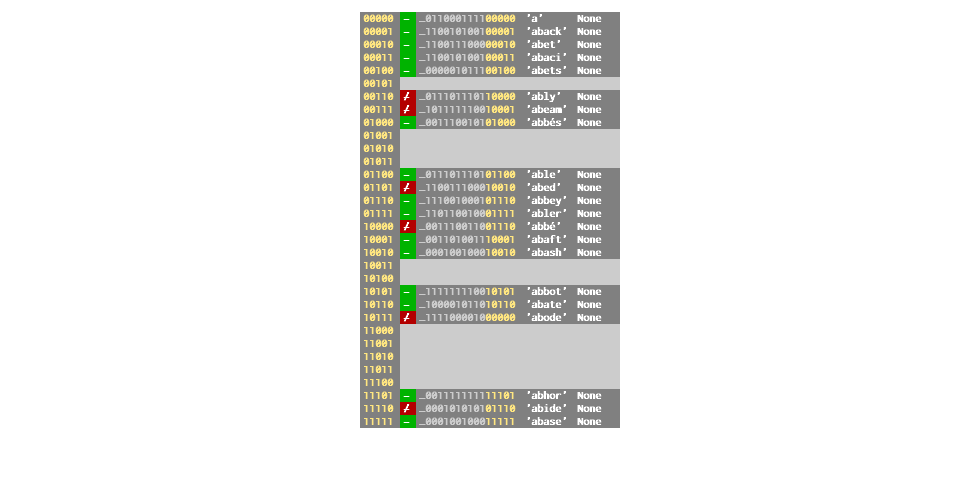 00000 – …01100011100000 'a' None
00001 – …11001010000001 'aback' None
00010 – …11001110000010 'abet' None
00011 – …11001010000011 'abaci' None
00100 – …00000101100100 'abets' None
00101
00110 ≠ …01110111010000 'ably' None
00111 ≠ …10111111010001 'abeam' None
01000 – …00111001001000 'abbés' None
01001
01010
01011
01100 – …01110111001100 'able' None
01101 ≠ …11001110010010 'abed' None
01110 – …11100100001110 'abbey' None
01111 – …11011001001111 'abler' None
10000 ≠ …00111001101110 'abbé' None
10001 – …00110100110001 'abaft' None
10010 – …00010010010010 'abash' None
10011
10100
10101 – …11111111010101 'abbot' None
10110 – …10000101110110 'abate' None
10111 ≠ …11110000100000 'abode' None
11000
11001
11010
11011
11100
11101 – …00111111111101 'abhor' None
11110 ≠ …00010101001110 'abide' None
11111 – …00010010011111 'abase' None